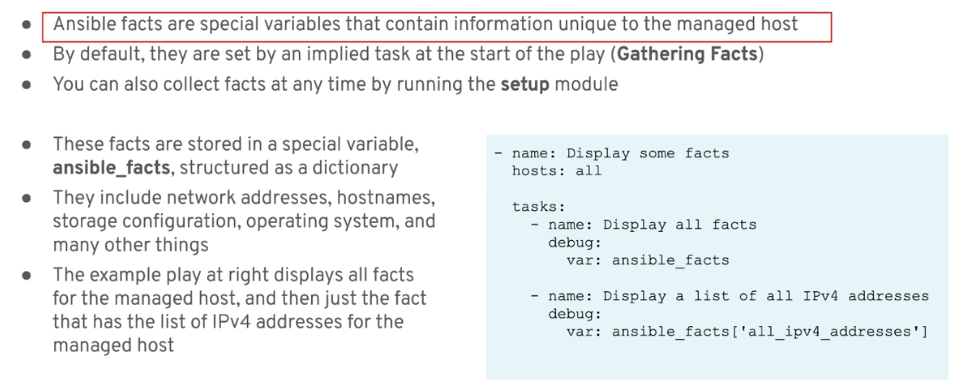 ● Ansible facts are special variables that contain information unique to the managed host
● By default, they are set by an implied task at the start of the play (Gathering Facts)
● You can also collect facts at any time by running the setup module
● These facts are stored in a special variable,
ansible_facts, structured as a dictionary
● They include network addresses, hostnames,
storage configuration, operating system, and
many other things
● The example play at right displays all facts
for the managed host, and then just the fact
that has the list of IPv4 addresses for the
managed host
- name: Display some facts
  hosts: all

  tasks:
    - name: Display all facts
      debug:
        var: ansible_facts

    - name: Display a list of all IPv4 addresses
      debug:
        var: ansible_facts['all_ipv4_addresses']